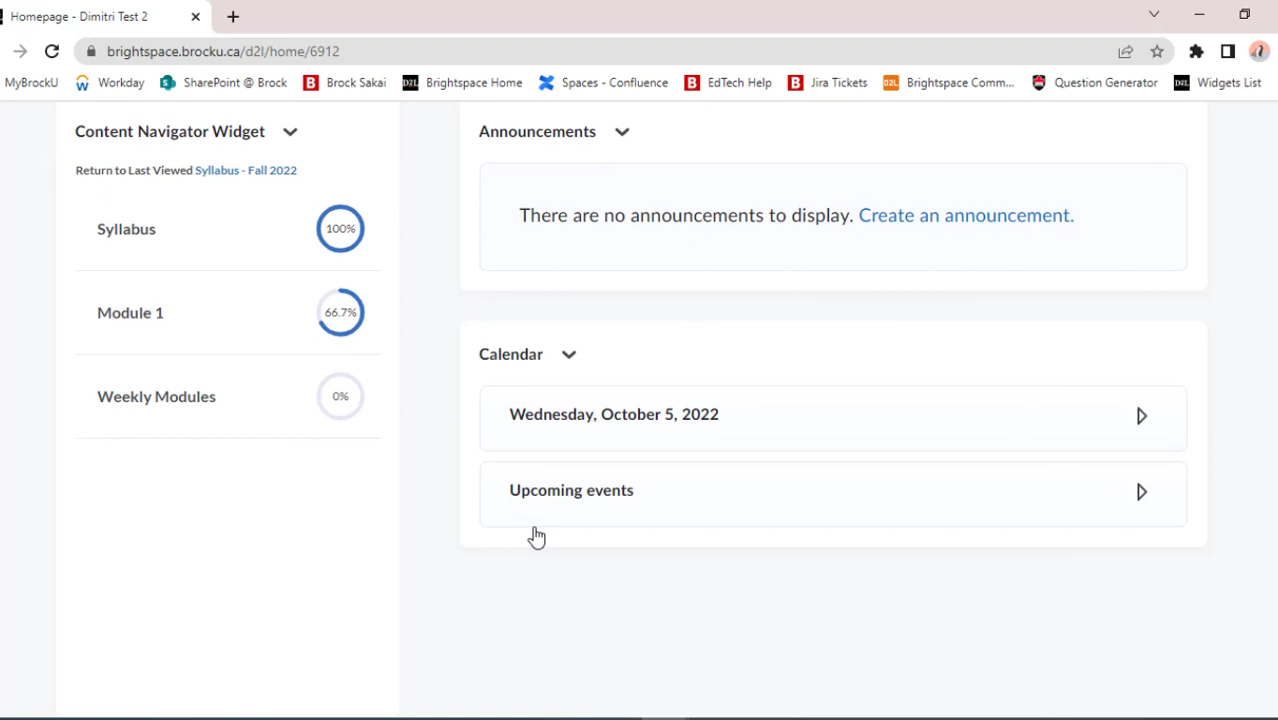 Homepage - Dimitri Test 2
brightspace.brocku.ca/d2l/home/6912
MyBrockU
Workday
SharePoint @ Brock
B Brock Sakai
D2L Brightspace Home
Spaces - Confluence
B EdTech Help
B Jira Tickets
D2L Brightspace Comm...
Question Generator
D2L Widgets List
Content Navigator Widget
Return to Last Viewed Syllabus - Fall 2022
Syllabus
100%
Module 1
66.7%
Weekly Modules
0%
Announcements
There are no announcements to display. Create an announcement.
Calendar
Wednesday, October 5, 2022
Upcoming events